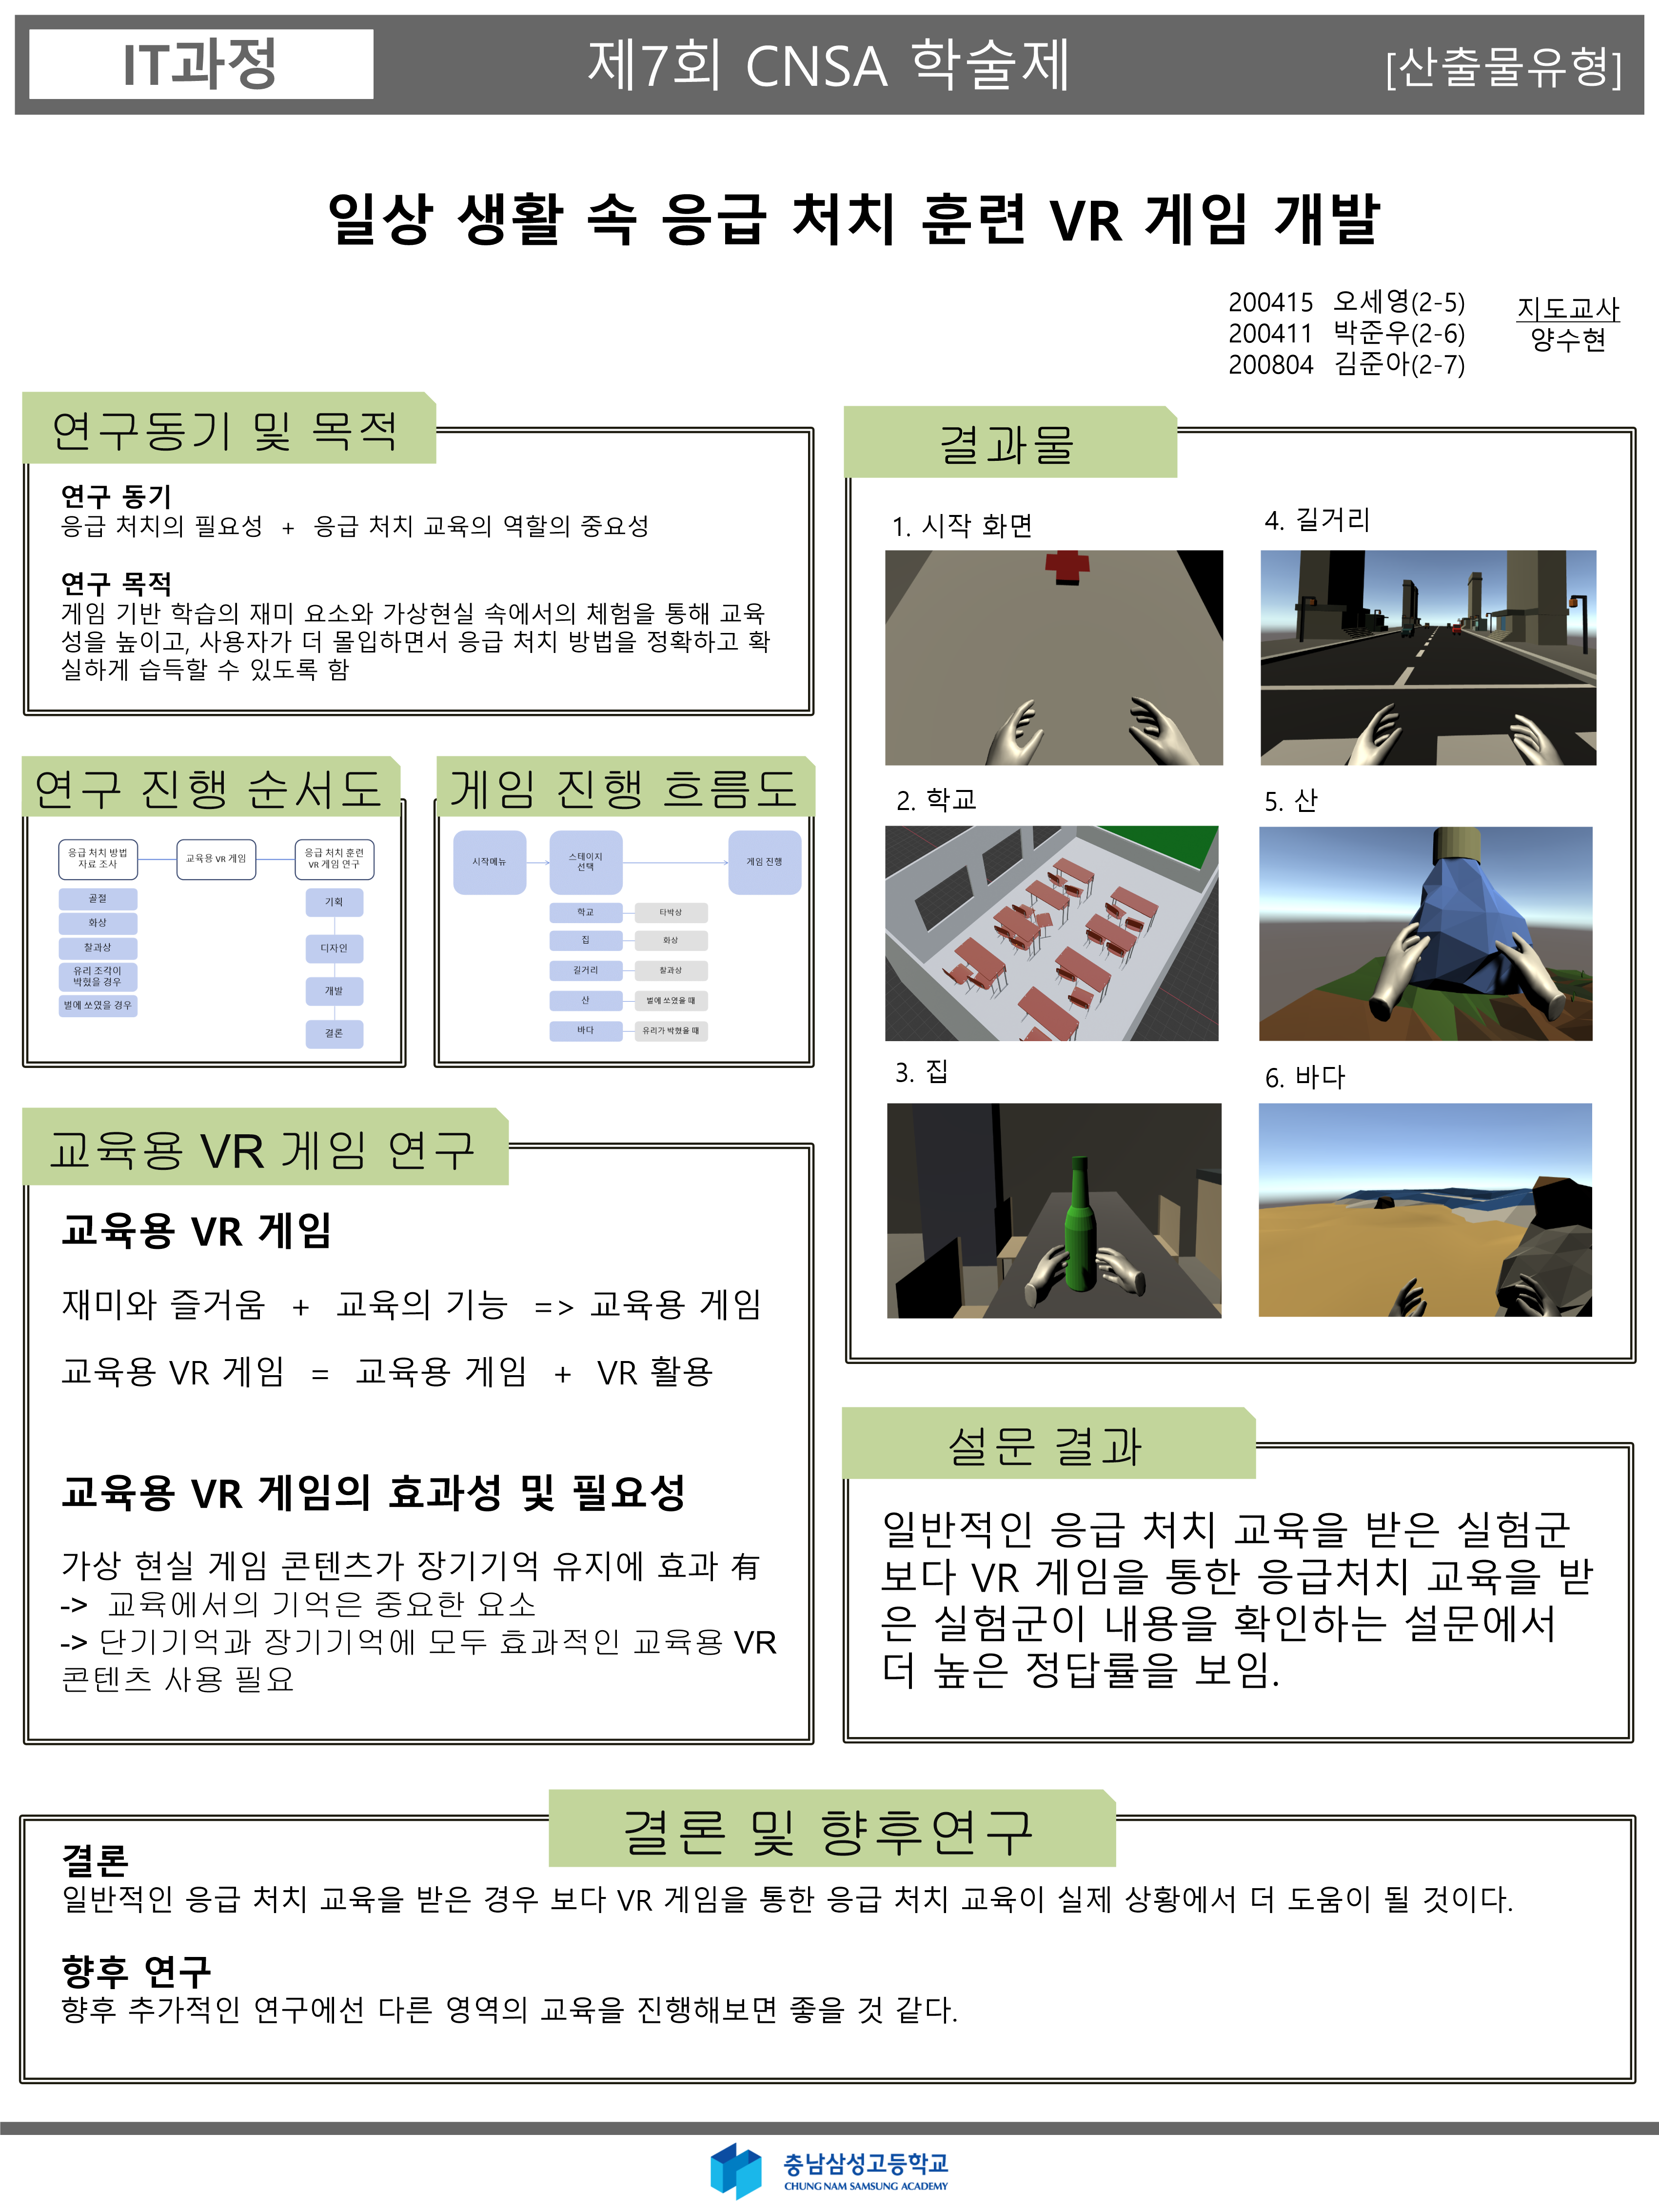 IT과정
제7회 CNSA 학술제
[산출물유형]
일상 생활 속 응급 처치 훈련 VR 게임 개발
200415 오세영(2-5)
200411 박준우(2-6)
200804 김준아(2-7)
지도교사
양수현
연구동기 및 목적
연구 동기
응급 처치의 필요성 + 응급 처치 교육의 역할의 중요성
연구 목적
게임 기반 학습의 재미 요소와 가상현실 속에서의 체험을 통해 교육
성을 높이고, 사용자가 더 몰입하면서 응급 처치 방법을 정확하고 확
실하게 습득할 수 있도록 함
연구 진행 순서도
응급 처치 방법
자료 조사
교육용 VR 게임
응급 처치 훈련
VR 게임 연구
골절
화상
찰과상
유리 조각이
박혔을 경우
벌에 쏘였을 경우
기획
디자인
개발
결론
게임 진행 흐름도
시작메뉴
스테이지
선택
게임 진행
학교
타박상
집
화상
길거리
찰과상
산
벌에 쏘였을 때
바다
유리가 박혔을 때
교육용 VR 게임 연구
교육용 VR 게임
재미와 즐거움 + 교육의 기능 => 교육용 게임
교육용 VR 게임 = 교육용 게임 + VR 활용
교육용 VR 게임의 효과성 및 필요성
가상 현실 게임 콘텐츠가 장기기억 유지에 효과 有
-> 교육에서의 기억은 중요한 요소
-> 단기기억과 장기기억에 모두 효과적인 교육용 VR
콘텐츠 사용 필요
결과물
1. 시작 화면
4. 길거리
2. 학교
5. 산
3. 집
6. 바다
설문 결과
일반적인 응급 처치 교육을 받은 실험군
보다 VR 게임을 통한 응급처치 교육을 받
은 실험군이 내용을 확인하는 설문에서
더 높은 정답률을 보임.
결론 및 향후연구
결론
일반적인 응급 처치 교육을 받은 경우 보다 VR 게임을 통한 응급 처치 교육이 실제 상황에서 더 도움이 될 것이다.
향후 연구
향후 추가적인 연구에선 다른 영역의 교육을 진행해보면 좋을 것 같다.
충남삼성고등학교
CHUNG NAM SAMSUNG ACADEMY